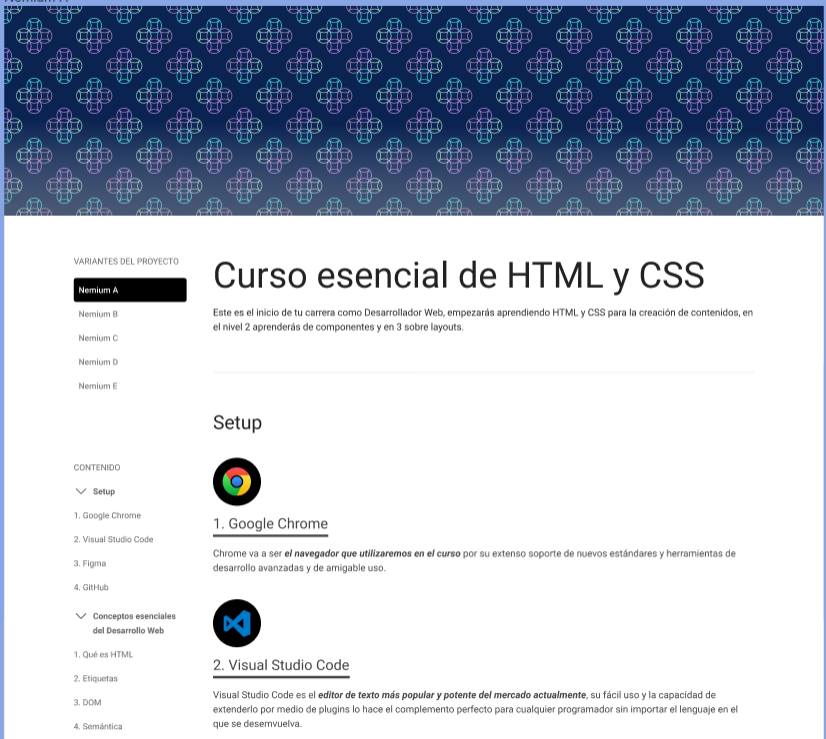 Nemium A
VARIANTES DEL PROYECTO
Nemium A
Nemium B
Nemium C
Nemium D
Nemium E
CONTENIDO
Setup
1. Google Chrome
2. Visual Studio Code
3. Figma
4. GitHub
Conceptos esenciales
del Desarrollo Web
1. Qué es HTML
2. Etiquetas
3. DOM
4. Semántica
Curso esencial de HTML y CSS
Este es el inicio de tu carrera como Desarrollador Web, empezarás aprendiendo HTML y CSS para la creación de contenidos, en
el nivel 2 aprenderás de componentes y en 3 sobre layouts.
Setup
1. Google Chrome
Chrome va a ser el navegador que utilizaremos en el curso por su extenso soporte de nuevos estándares y herramientas de
desarrollo avanzadas y de amigable uso.
2. Visual Studio Code
Visual Studio Code es el editor de texto más popular y potente del mercado actualmente, su fácil uso y la capacidad de
extenderlo por medio de plugins lo hace el complemento perfecto para cualquier programador sin importar el lenguaje en el
que se desemvuelva.